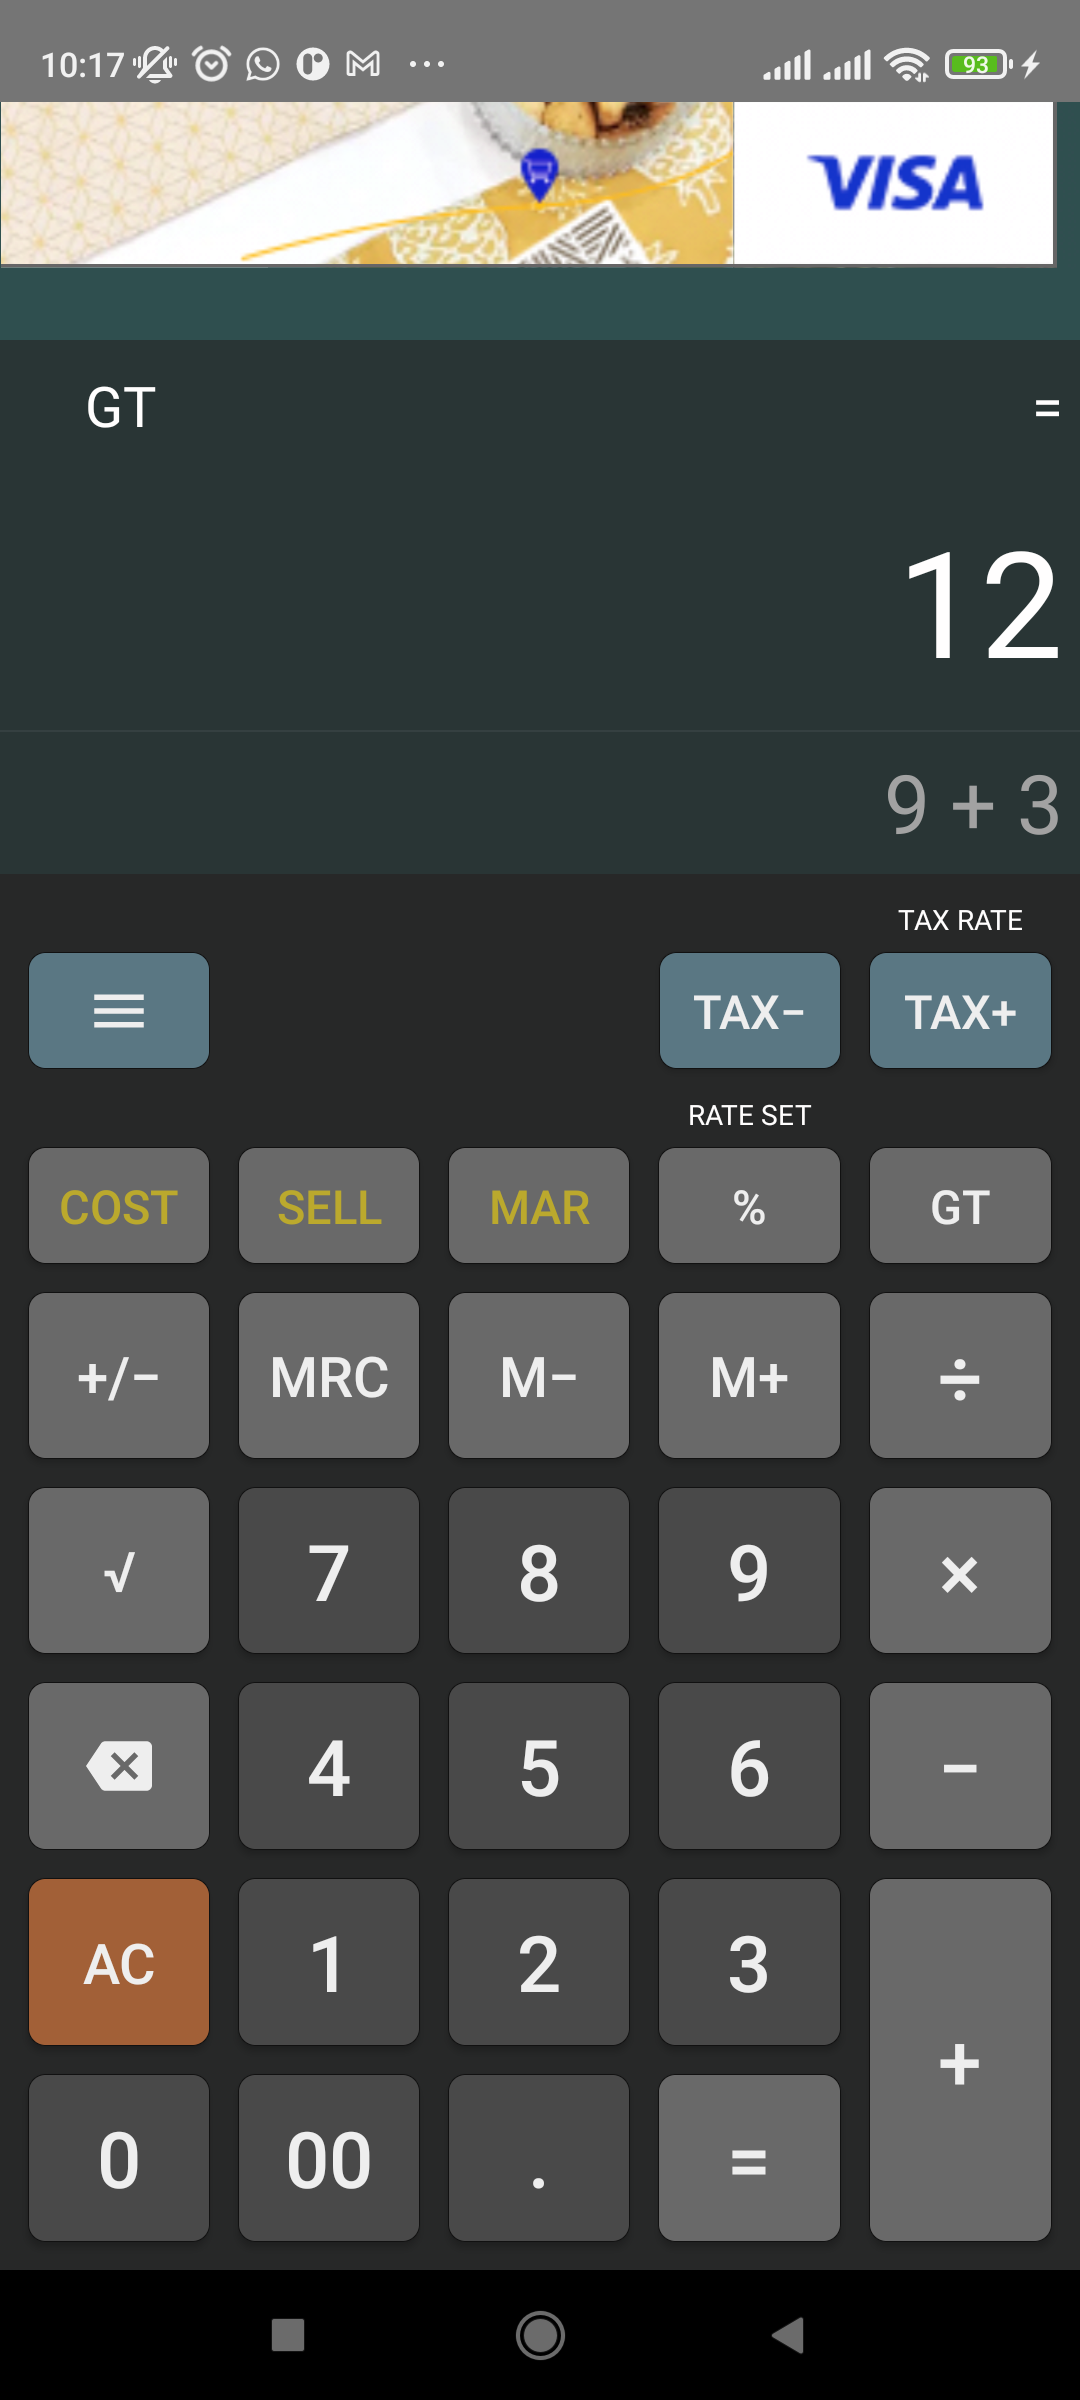 10:17 93
VISA
GT =
12
9 + 3
TAX RATE
TAX− TAX+
RATE SET
COST SELL MAR % GT
+/− MRC M− M+ ÷
√ 7 8 9 ×
4 5 6 −
AC 1 2 3
+
0 00 . =